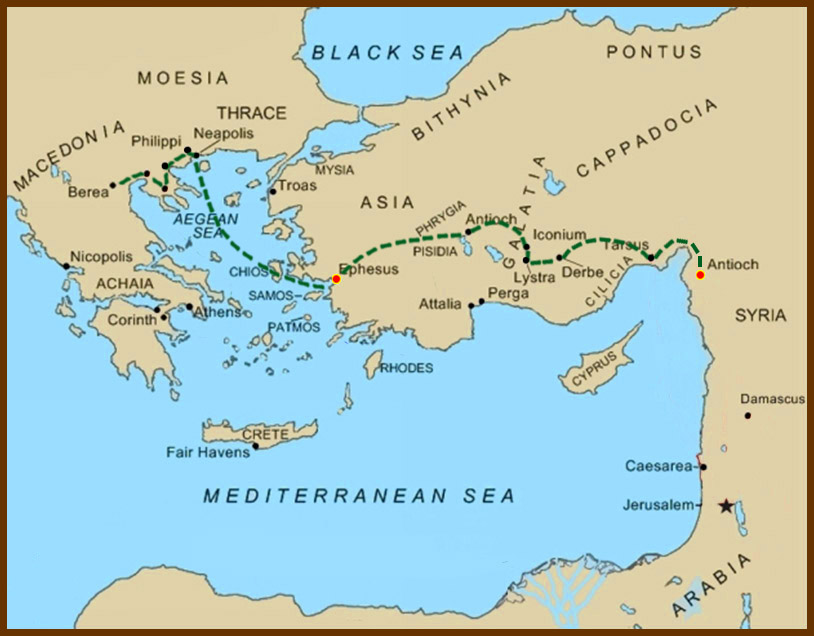 BLACK SEA
PONTUS
MOESIA
BITHYNIA
THRACE
CAPPADOCIA
MACEDONIA
Philippi
Neapolis
MYSIA
Troas
Berea
ASIA
GALATIA
PHRYGIA
Antioch
AEGEAN
SEA
Iconium
Tarsus
PISIDIA
Nicopolis
CHIOS
Ephesus
Lystra
Derbe
CILICIA
Antioch
ACHAIA
SAMOS
Attalia
Perga
Corinth
Athens
PATMOS
SYRIA
RHODES
CYPRUS
Damascus
CRETE
Fair Havens
Caesarea
MEDITERRANEAN SEA
Jerusalem
ARABIA